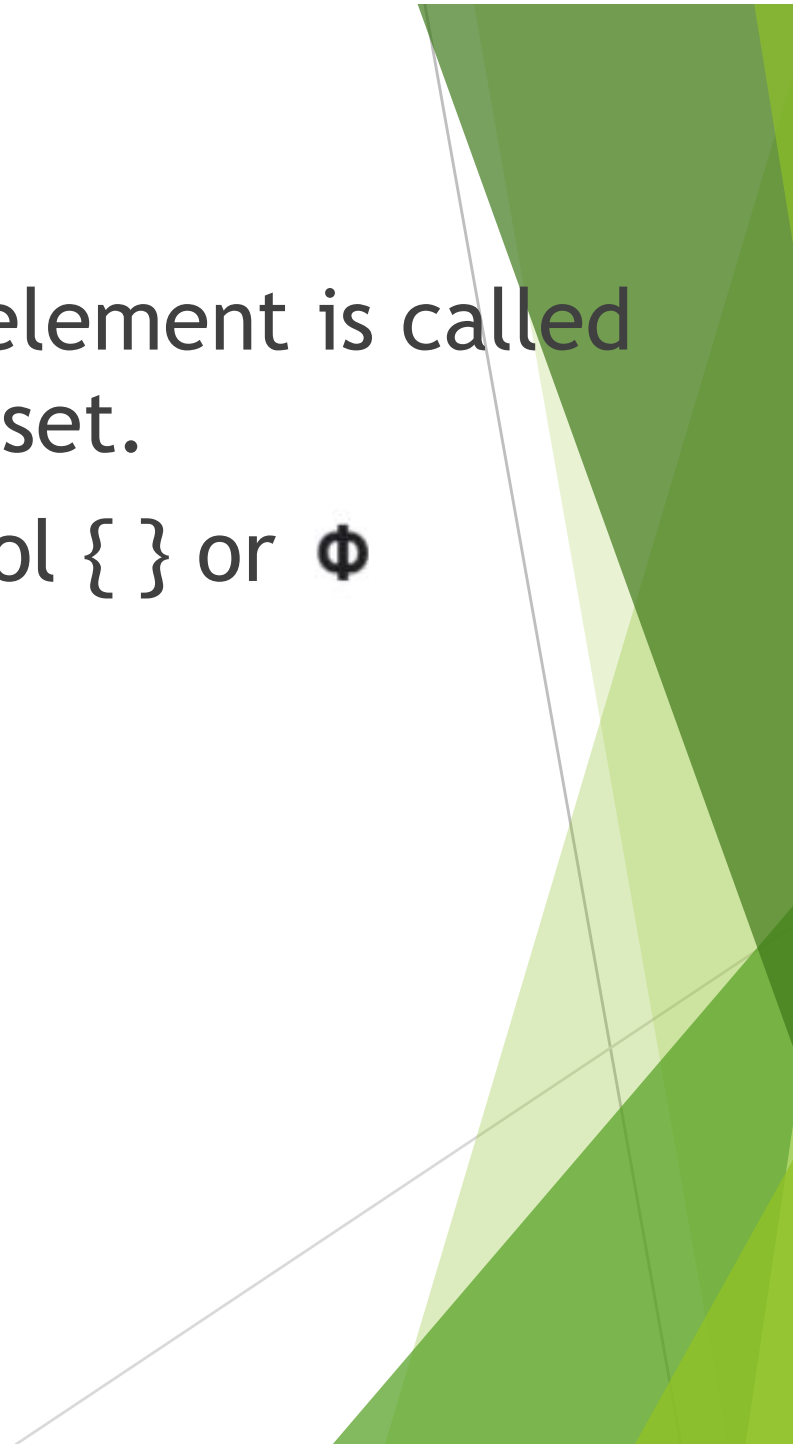 element is called
set.
ol { } or Φ